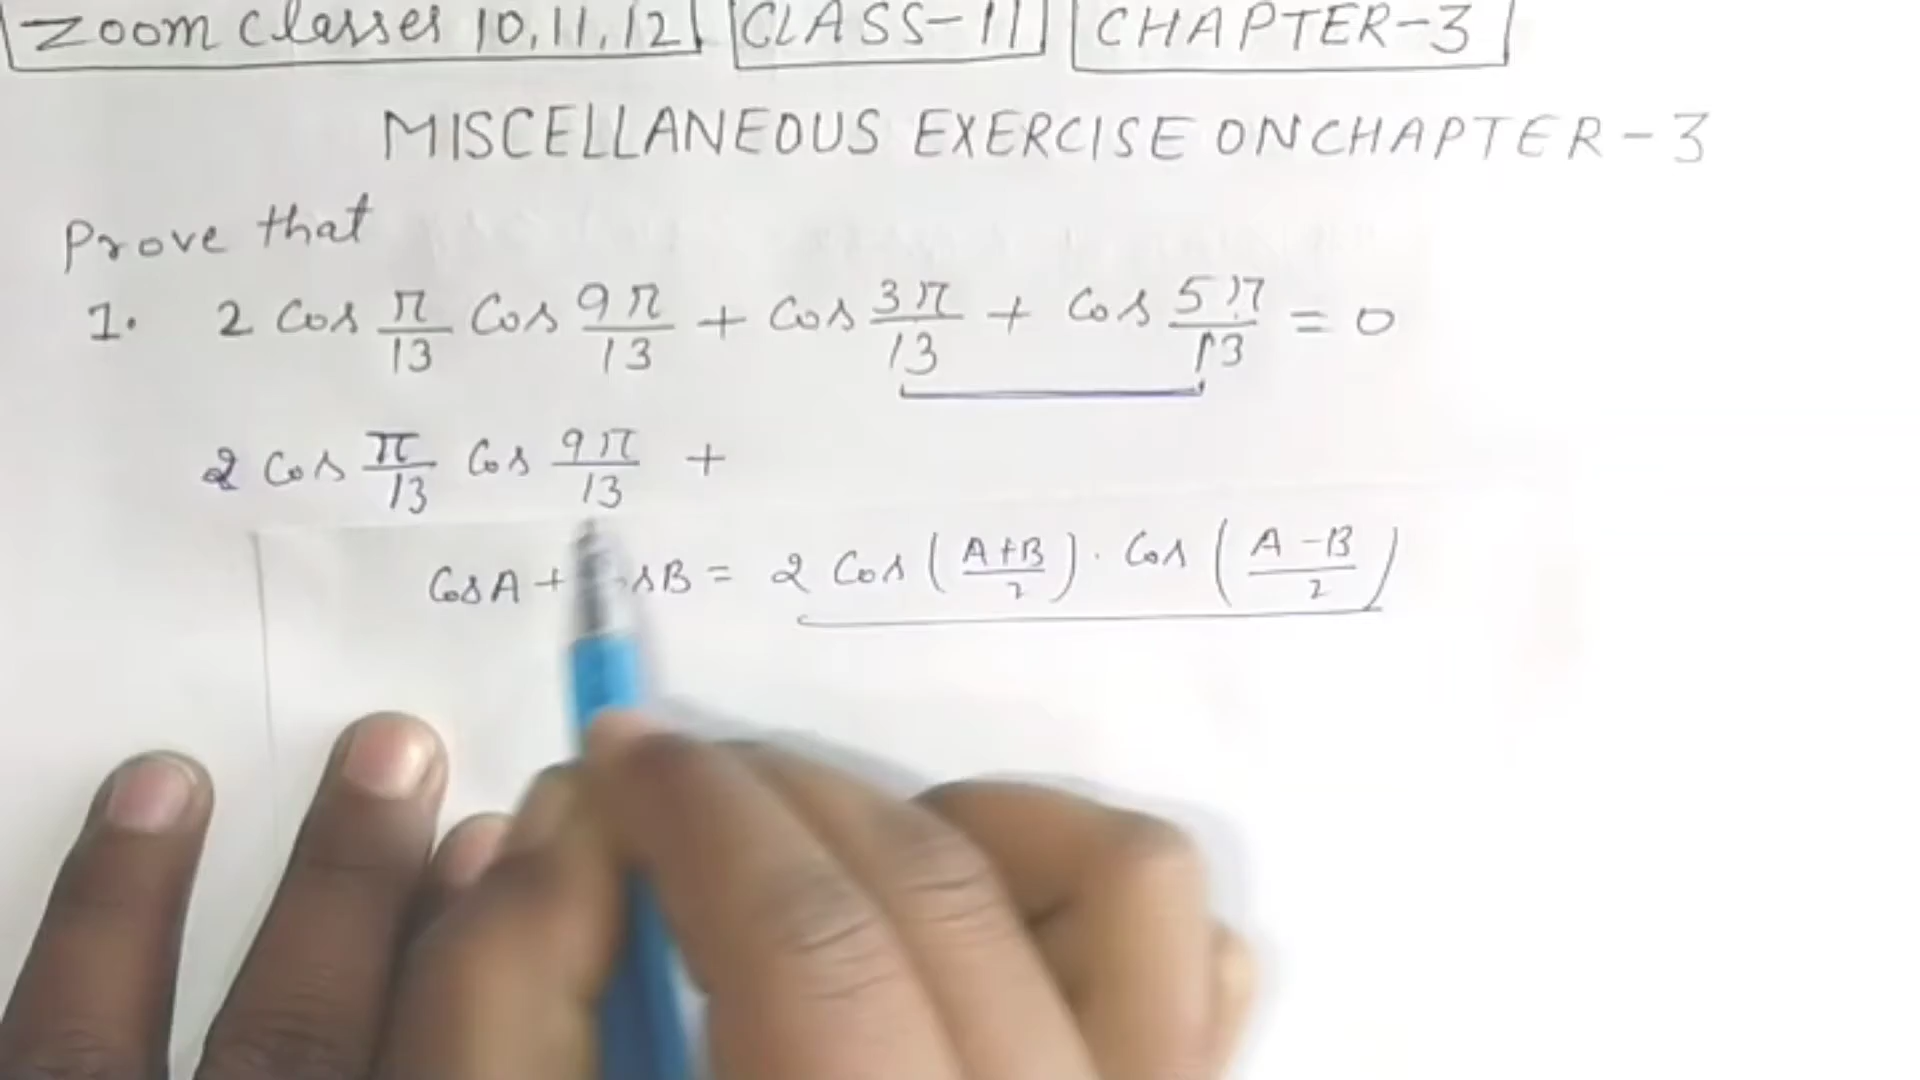 Zoom Classes 10,11,12 CLASS-11 CHAPTER-3
MISCELLANEOUS EXERCISE ON CHAPTER-3
Prove that
1. 2 Cos π/13 Cos 9π/13 + Cos 3π/13 + Cos 5π/13 = 0
2 Cos π/13 Cos 9π/13 +
CosA + B = 2 Cos (A+B/2) . Cos (A-B/2)